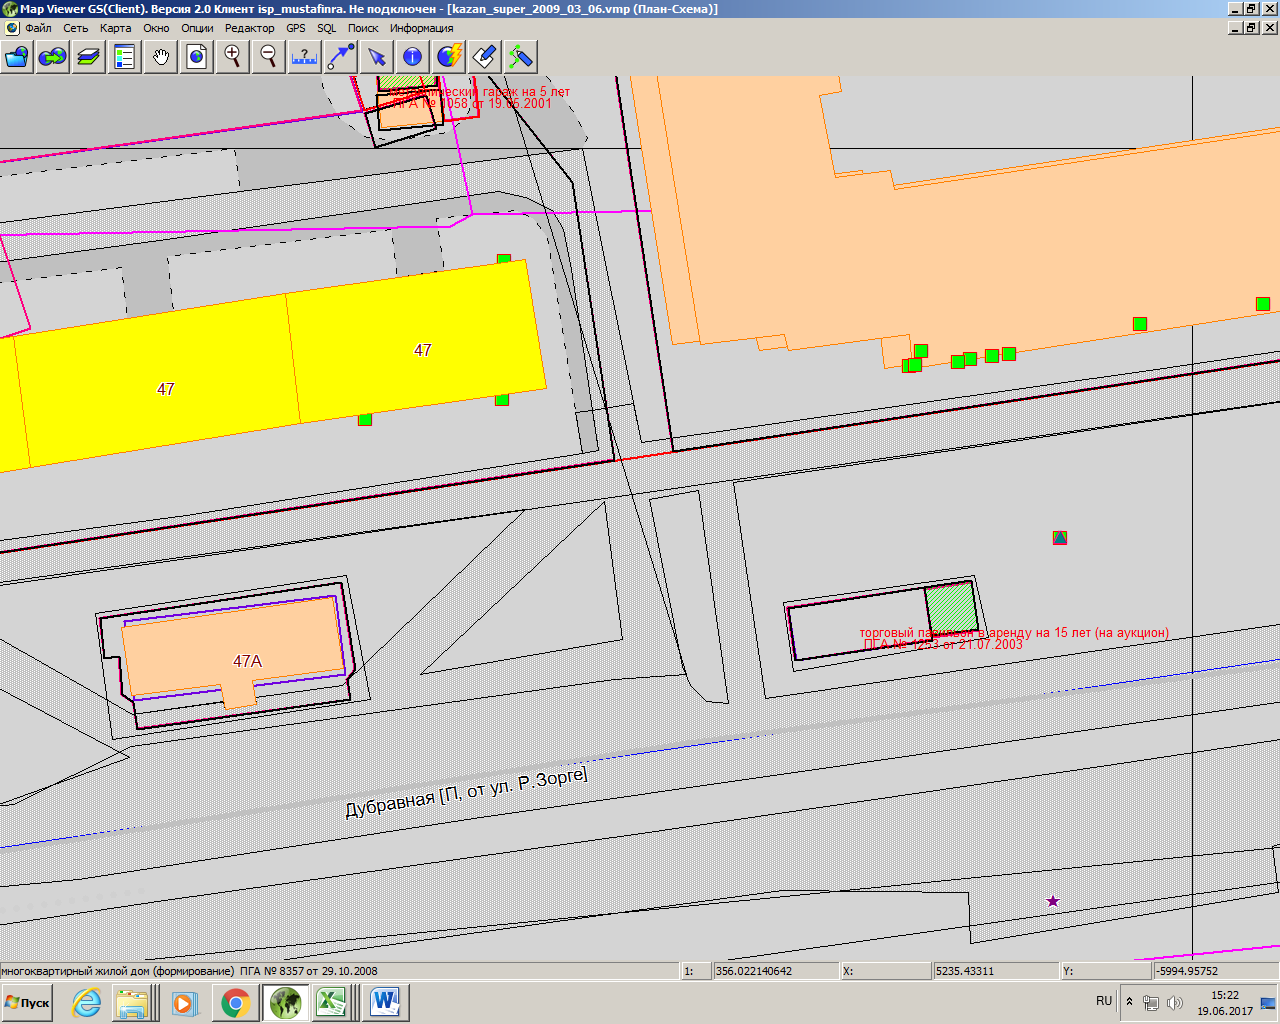 Map Viewer GS(Client). Версия 2.0 Клиент isp_mustafinra. Не подключен - [kazan_super_2009_03_06.vmp (План-Схема)]
Файл Сеть Карта Окно Опции Редактор GPS SQL Поиск Информация
гараж на 5 лет
ПГА № 1058 от 19.05.2001
47
47
47А
торговый павильон в аренду на 15 лет (на аукцион)
ПГА № 1253 от 21.07.2003
Дубравная [П, от ул. Р.Зорге]
многоквартирный жилой дом (формирование) ПГА № 8357 от 29.10.2008 1: 356.022140642 X: 5235.43311 Y: -5994.95752
Пуск RU 15:22
19.06.2017